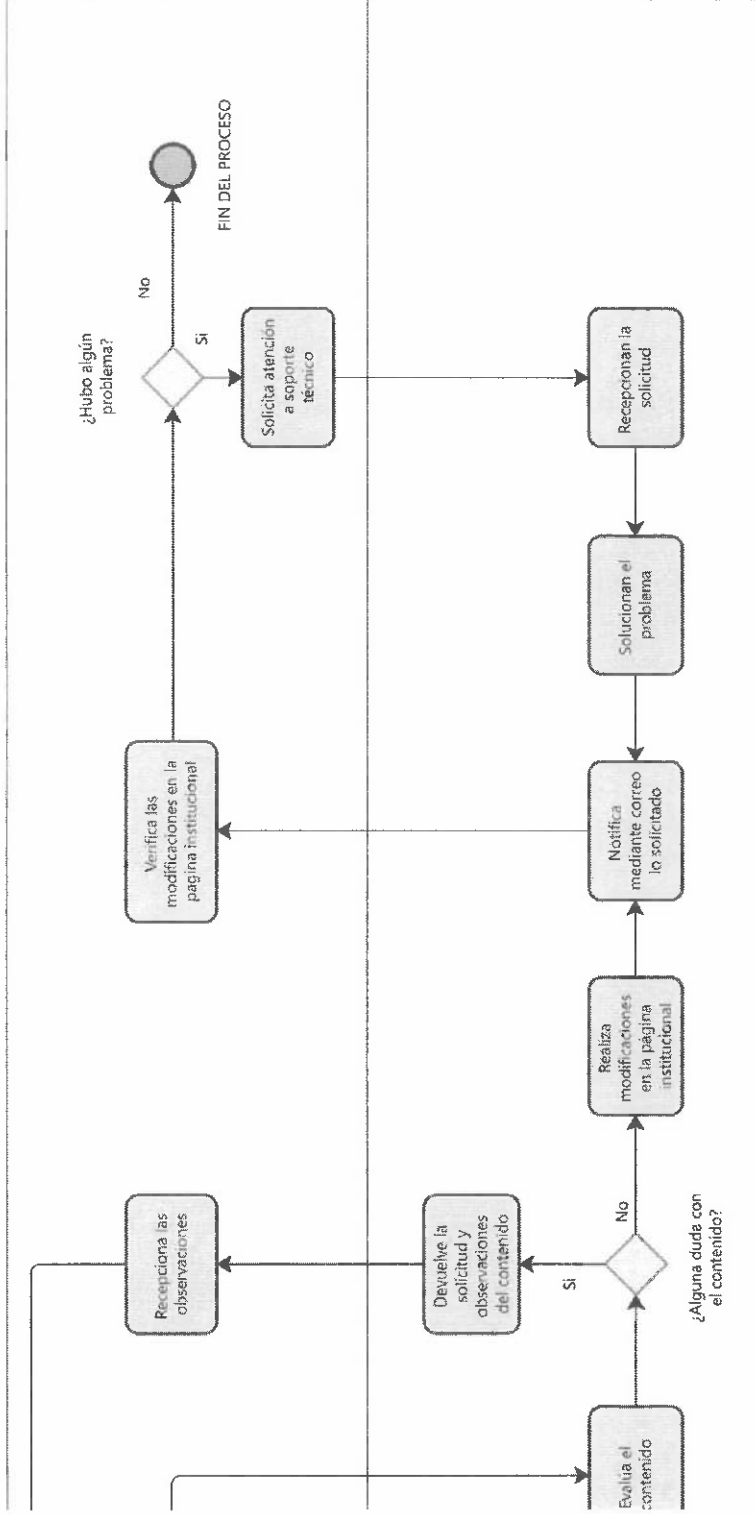 ¿Hubo algún
problema?
No
Si
FIN DEL PROCESO
Verifica las
modificaciones en la
pagina institucional
Solicita atención
a soporte
técnico
Recepciona las
observaciones
Devuelve la
solicitud y
observaciones
del contenido
Si
No
¿Alguna duda con
el contenido?
Evalúa el
contenido
Realiza
modificaciones
en la página
institucional
Notifica
mediante correo
lo solicitado
Solucionan el
problema
Recepcionan la
solicitud